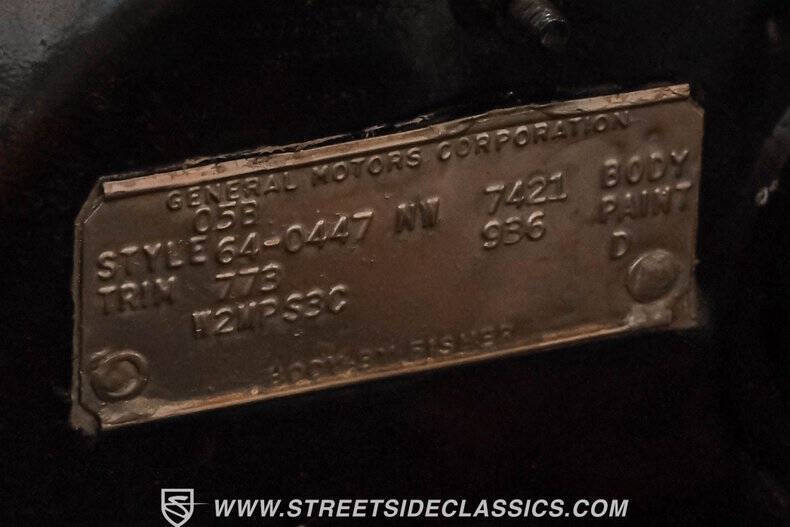 GENERAL MOTORS CORPORATION
05B
STYLE 64-0447 NW 7421 BODY
TRIM 773 936 PAINT
W2MPS3C D
BODY BY FISHER
WWW.STREETSIDECLASSICS.COM